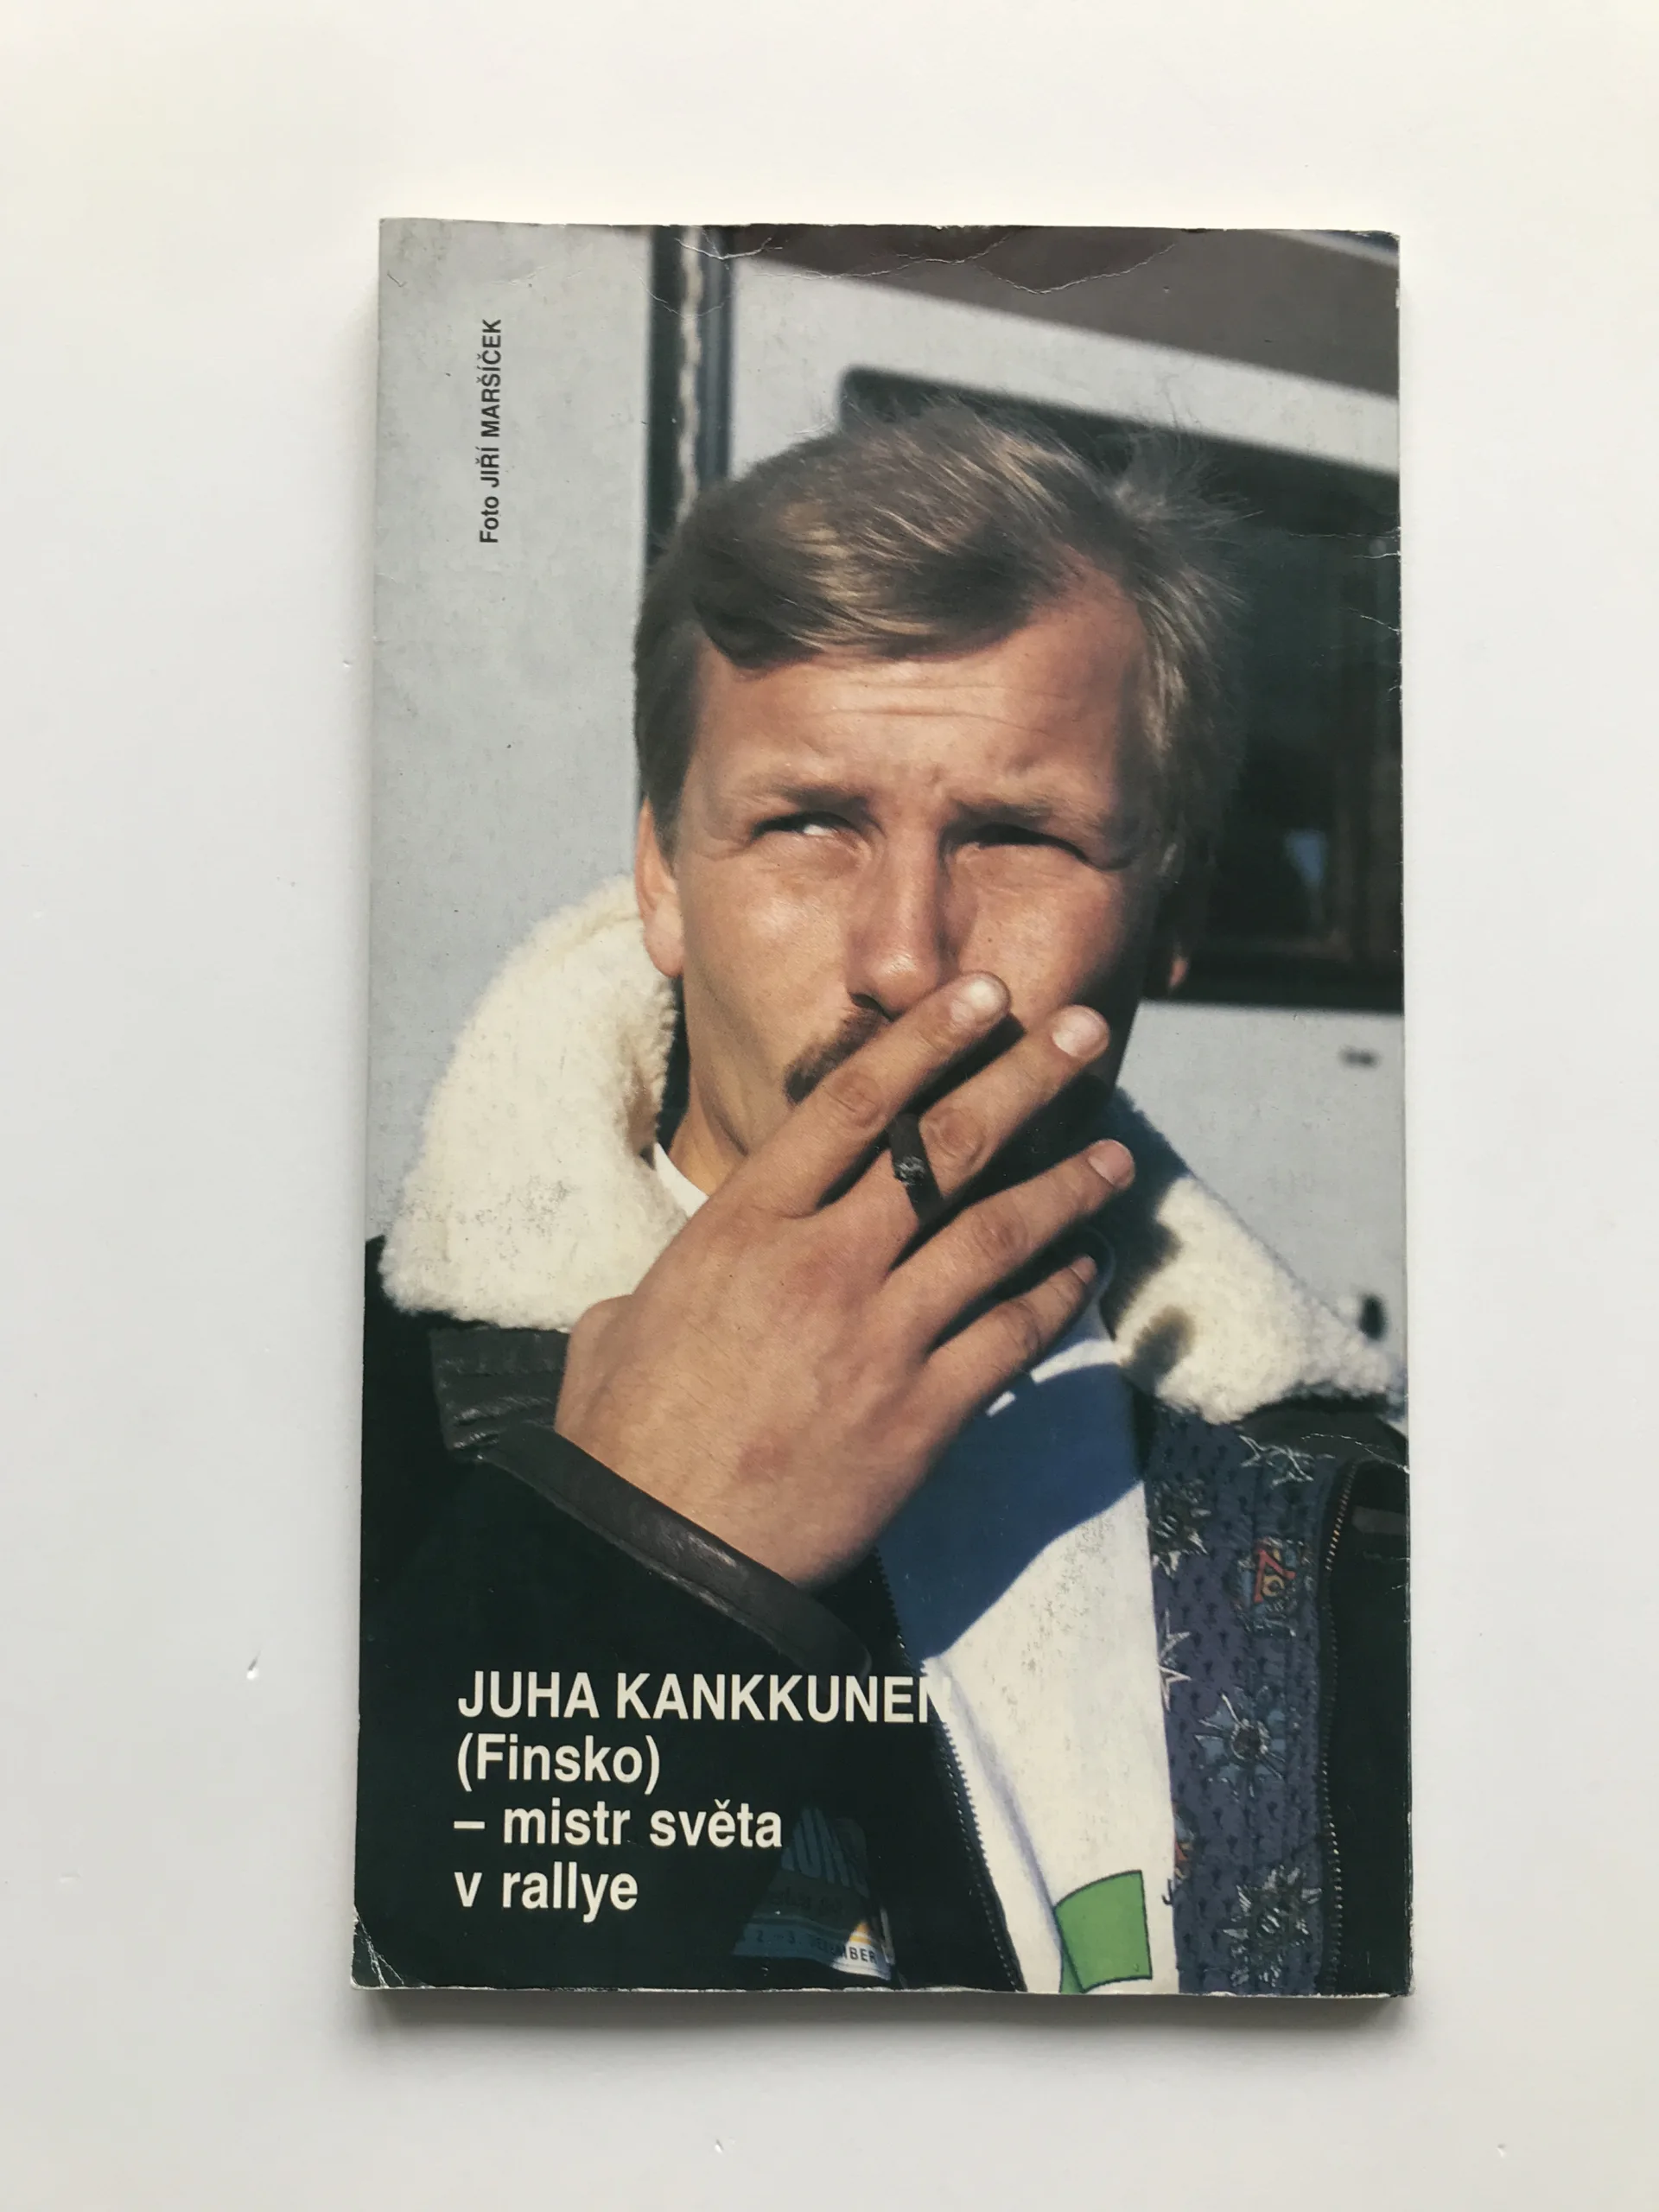 Foto JIŘÍ MARŠÍČEK
JUHA KANKKUNEN
(Finsko)
– mistr světa
v rallye